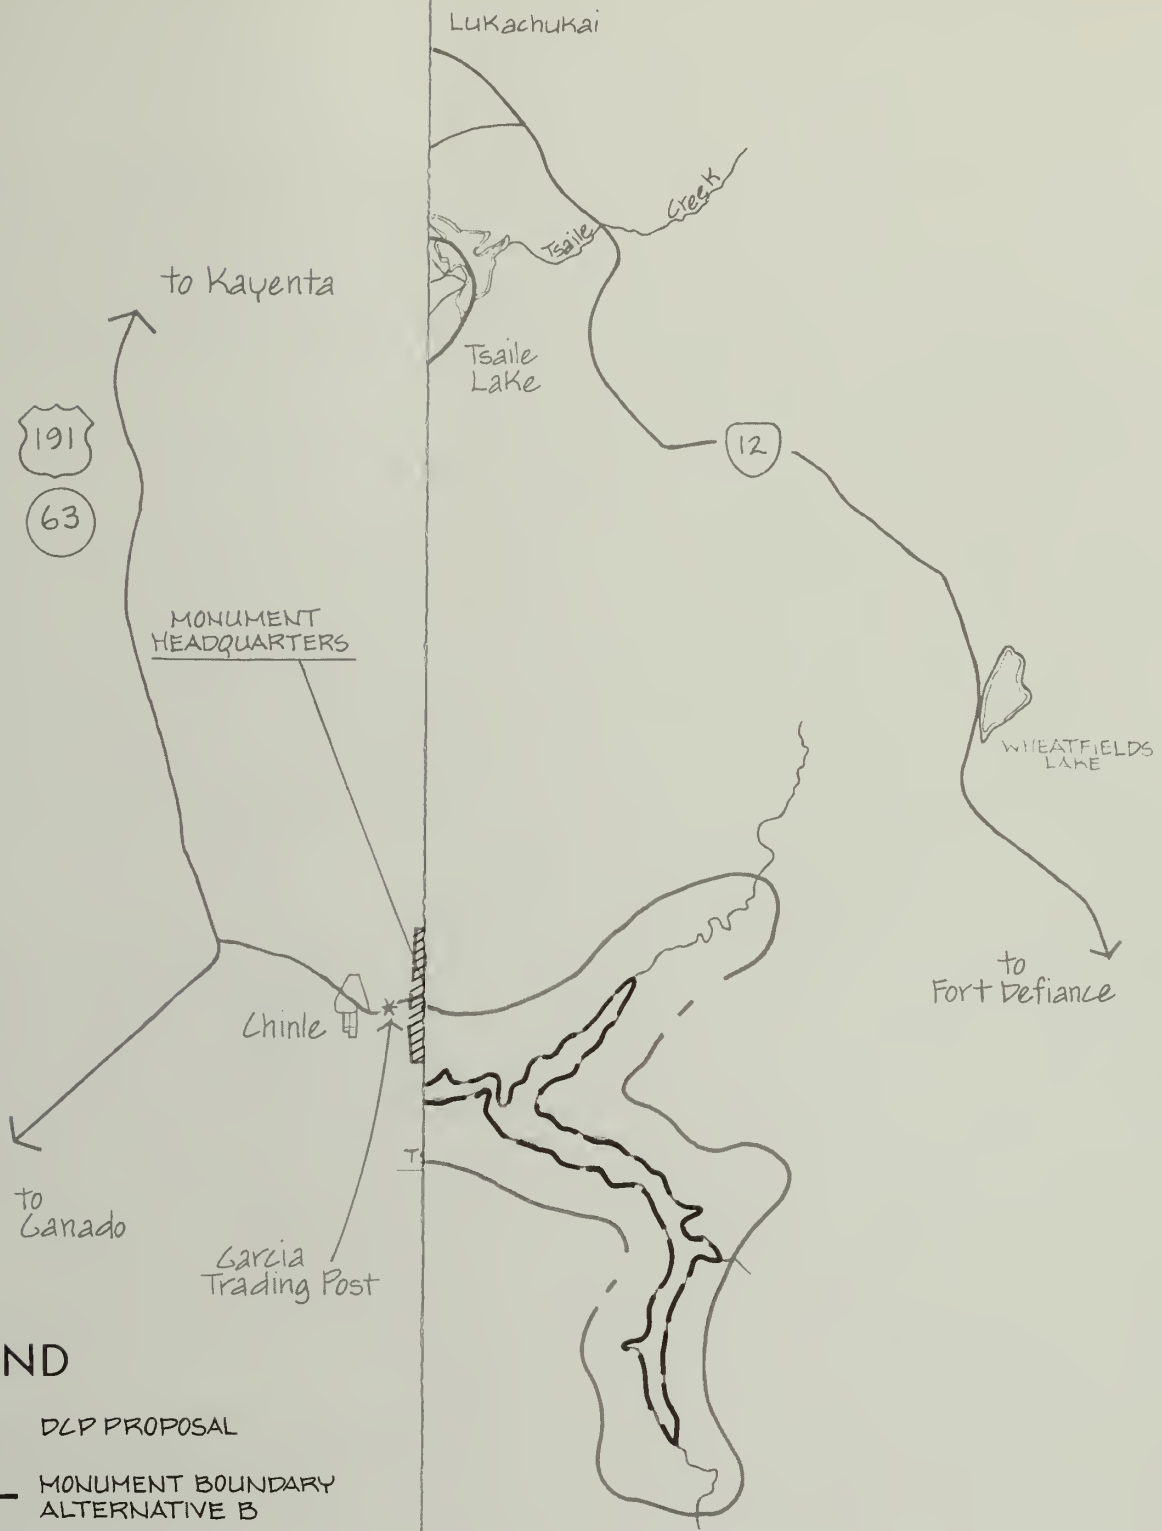 Lukachukai
Creek
Tsaile
to Kayenta
Tsaile
Lake
191
12
63
MONUMENT
HEADQUARTERS
WHEATFIELDS
LAKE
to
Fort Defiance
Chinle
T
to
Ganado
Garcia
Trading Post
ND
DCP PROPOSAL
MONUMENT BOUNDARY
ALTERNATIVE B